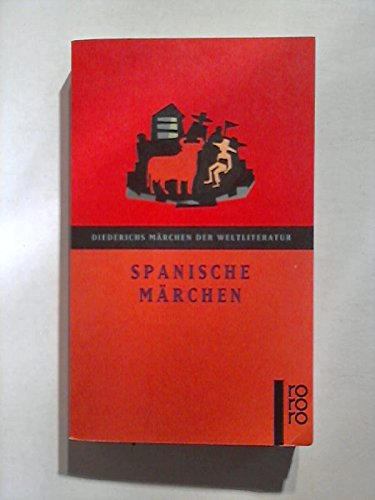 DIEDERICHS MÄRCHEN DER WELTLITERATUR
SPANISCHE
MÄRCHEN
ro
ro
ro